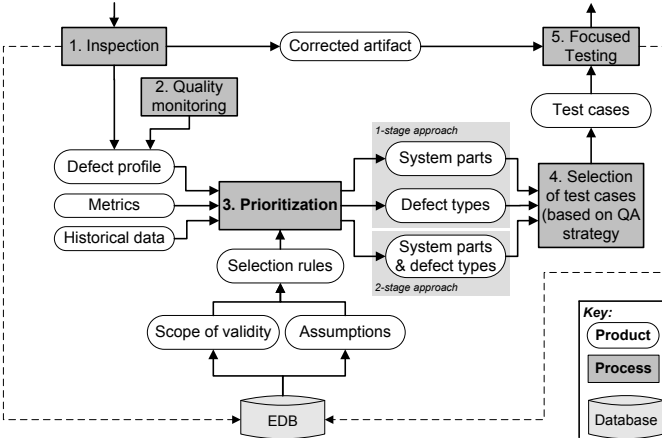 1. Inspection
Corrected artifact
5. Focused
Testing
2. Quality
monitoring
Test cases
1-stage approach
Defect profile
System parts
Metrics
3. Prioritization
Defect types
4. Selection
of test cases
(based on QA
strategy
Historical data
System parts
& defect types
Selection rules
2-stage approach
Scope of validity
Assumptions
Key:
Product
Process
EDB
Database